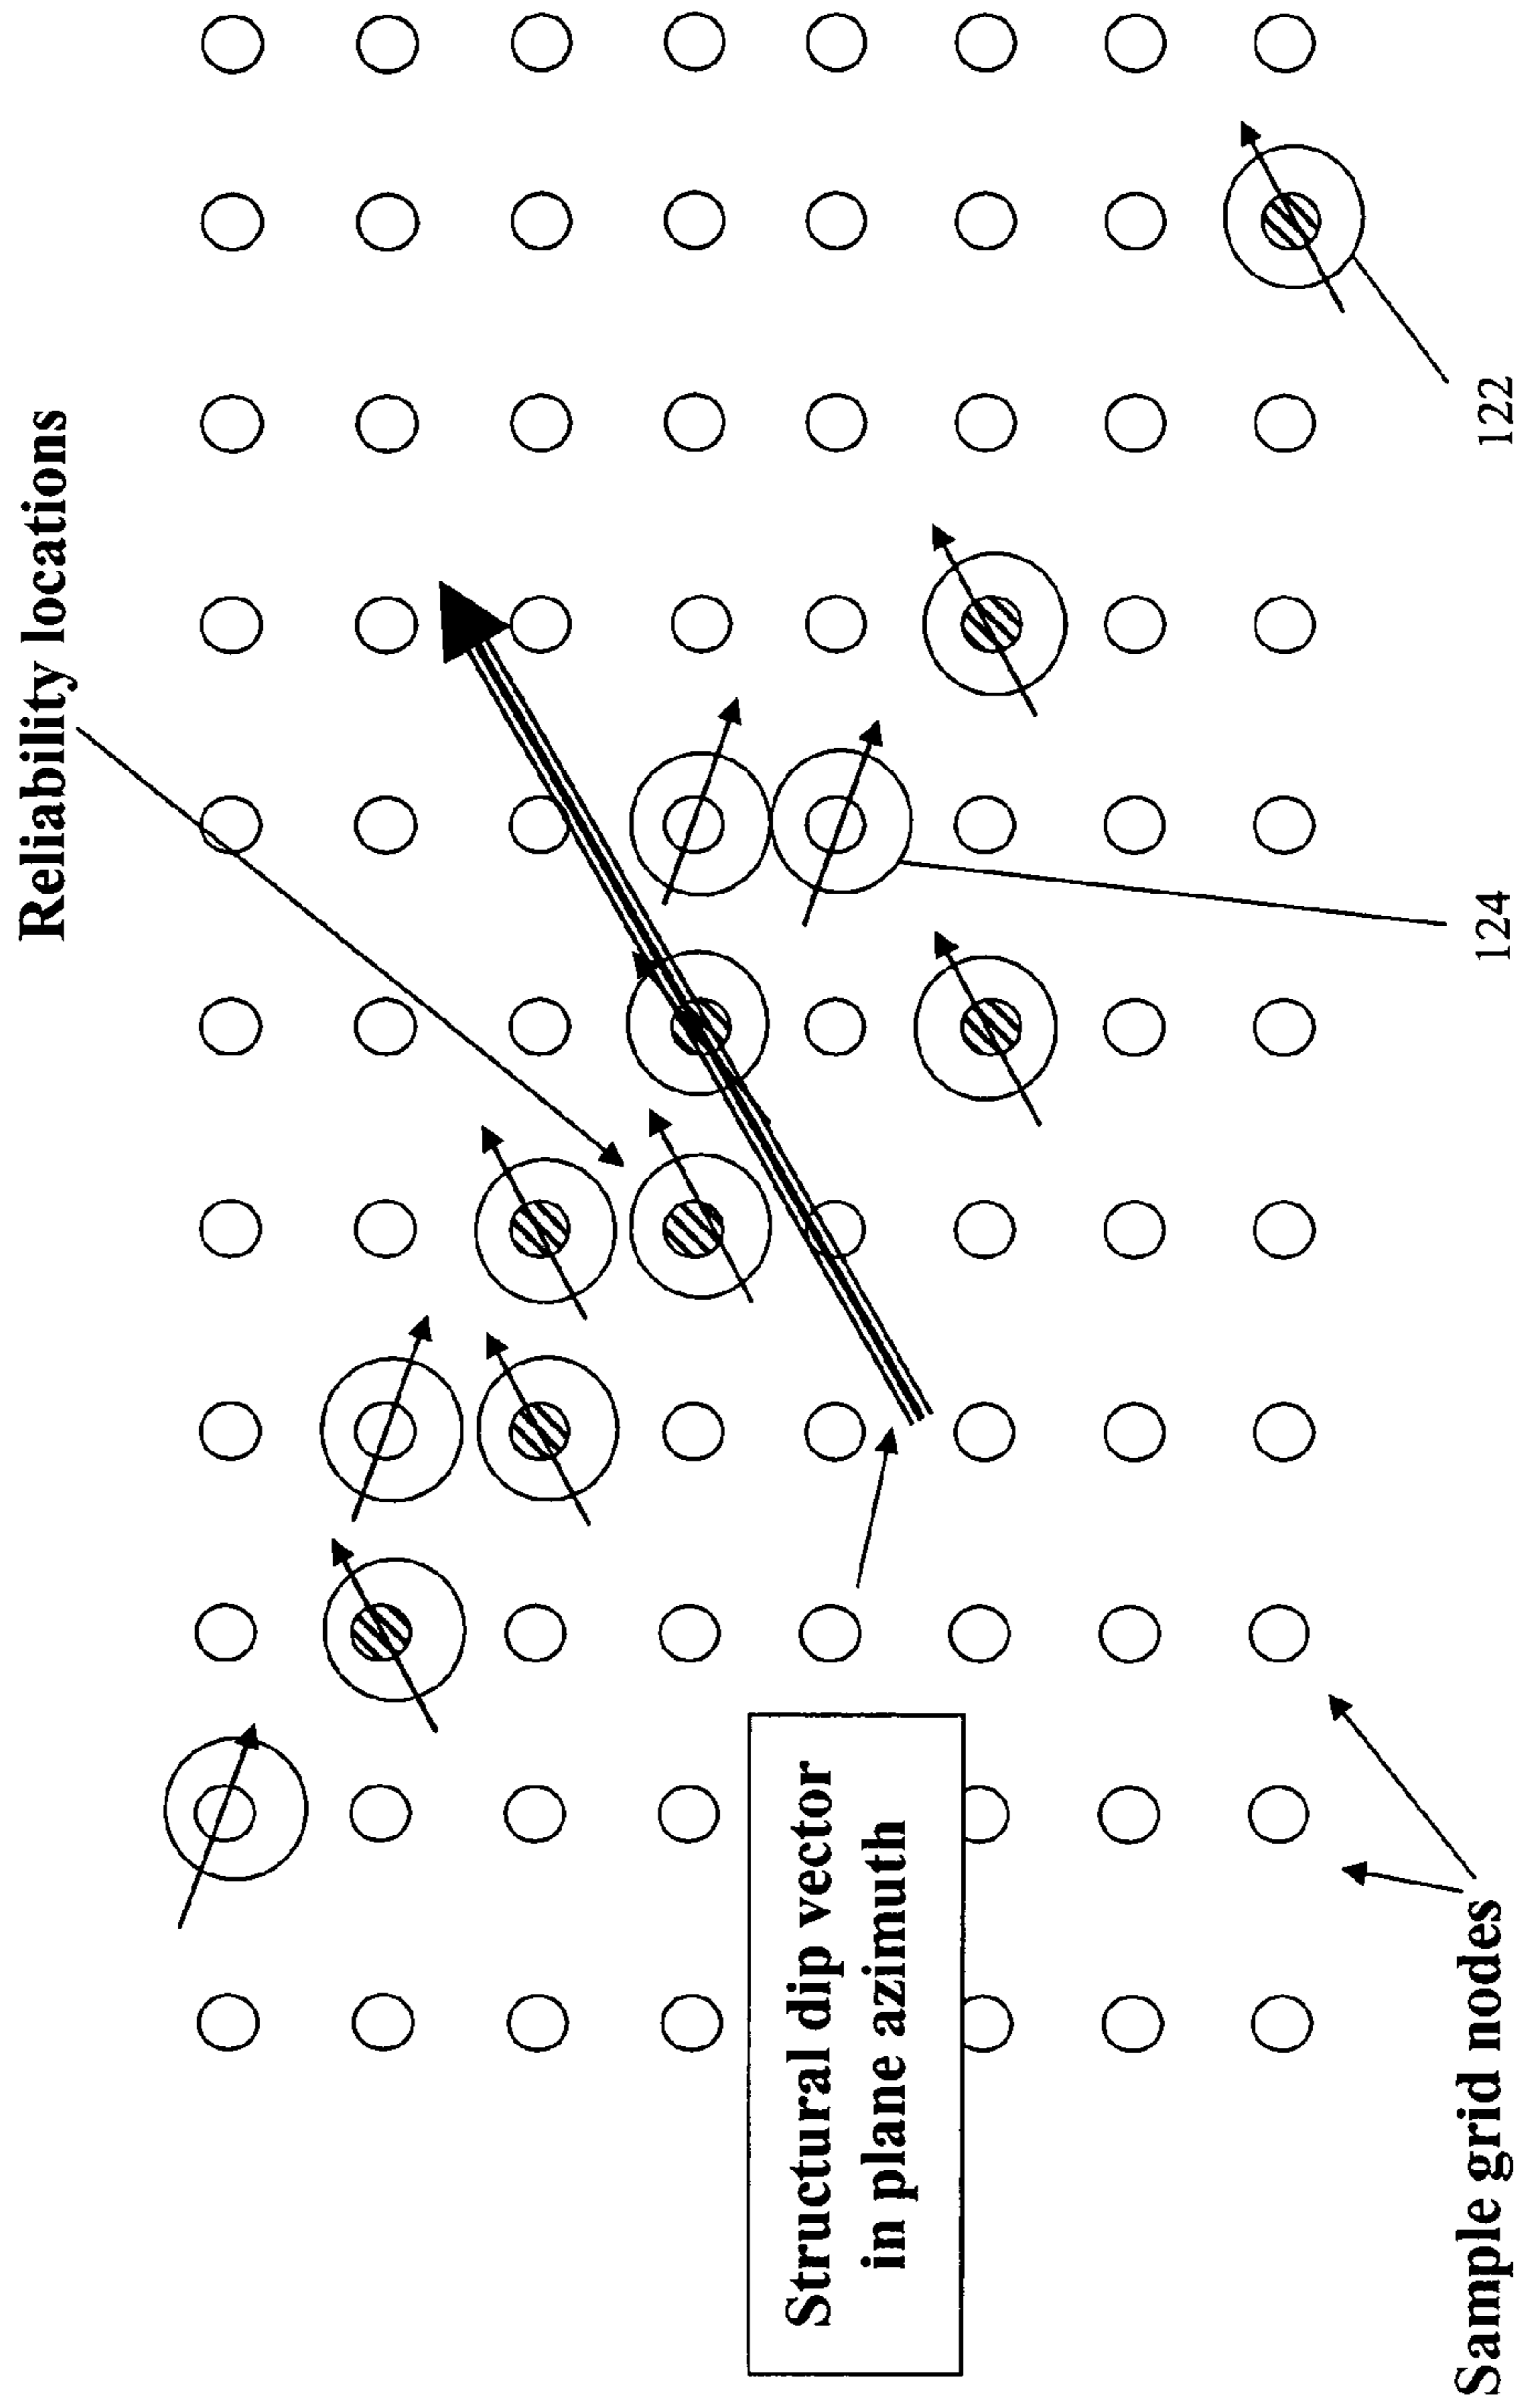 Reliability locations
Structural dip vector
in plane azimuth
Sample grid nodes
124
122